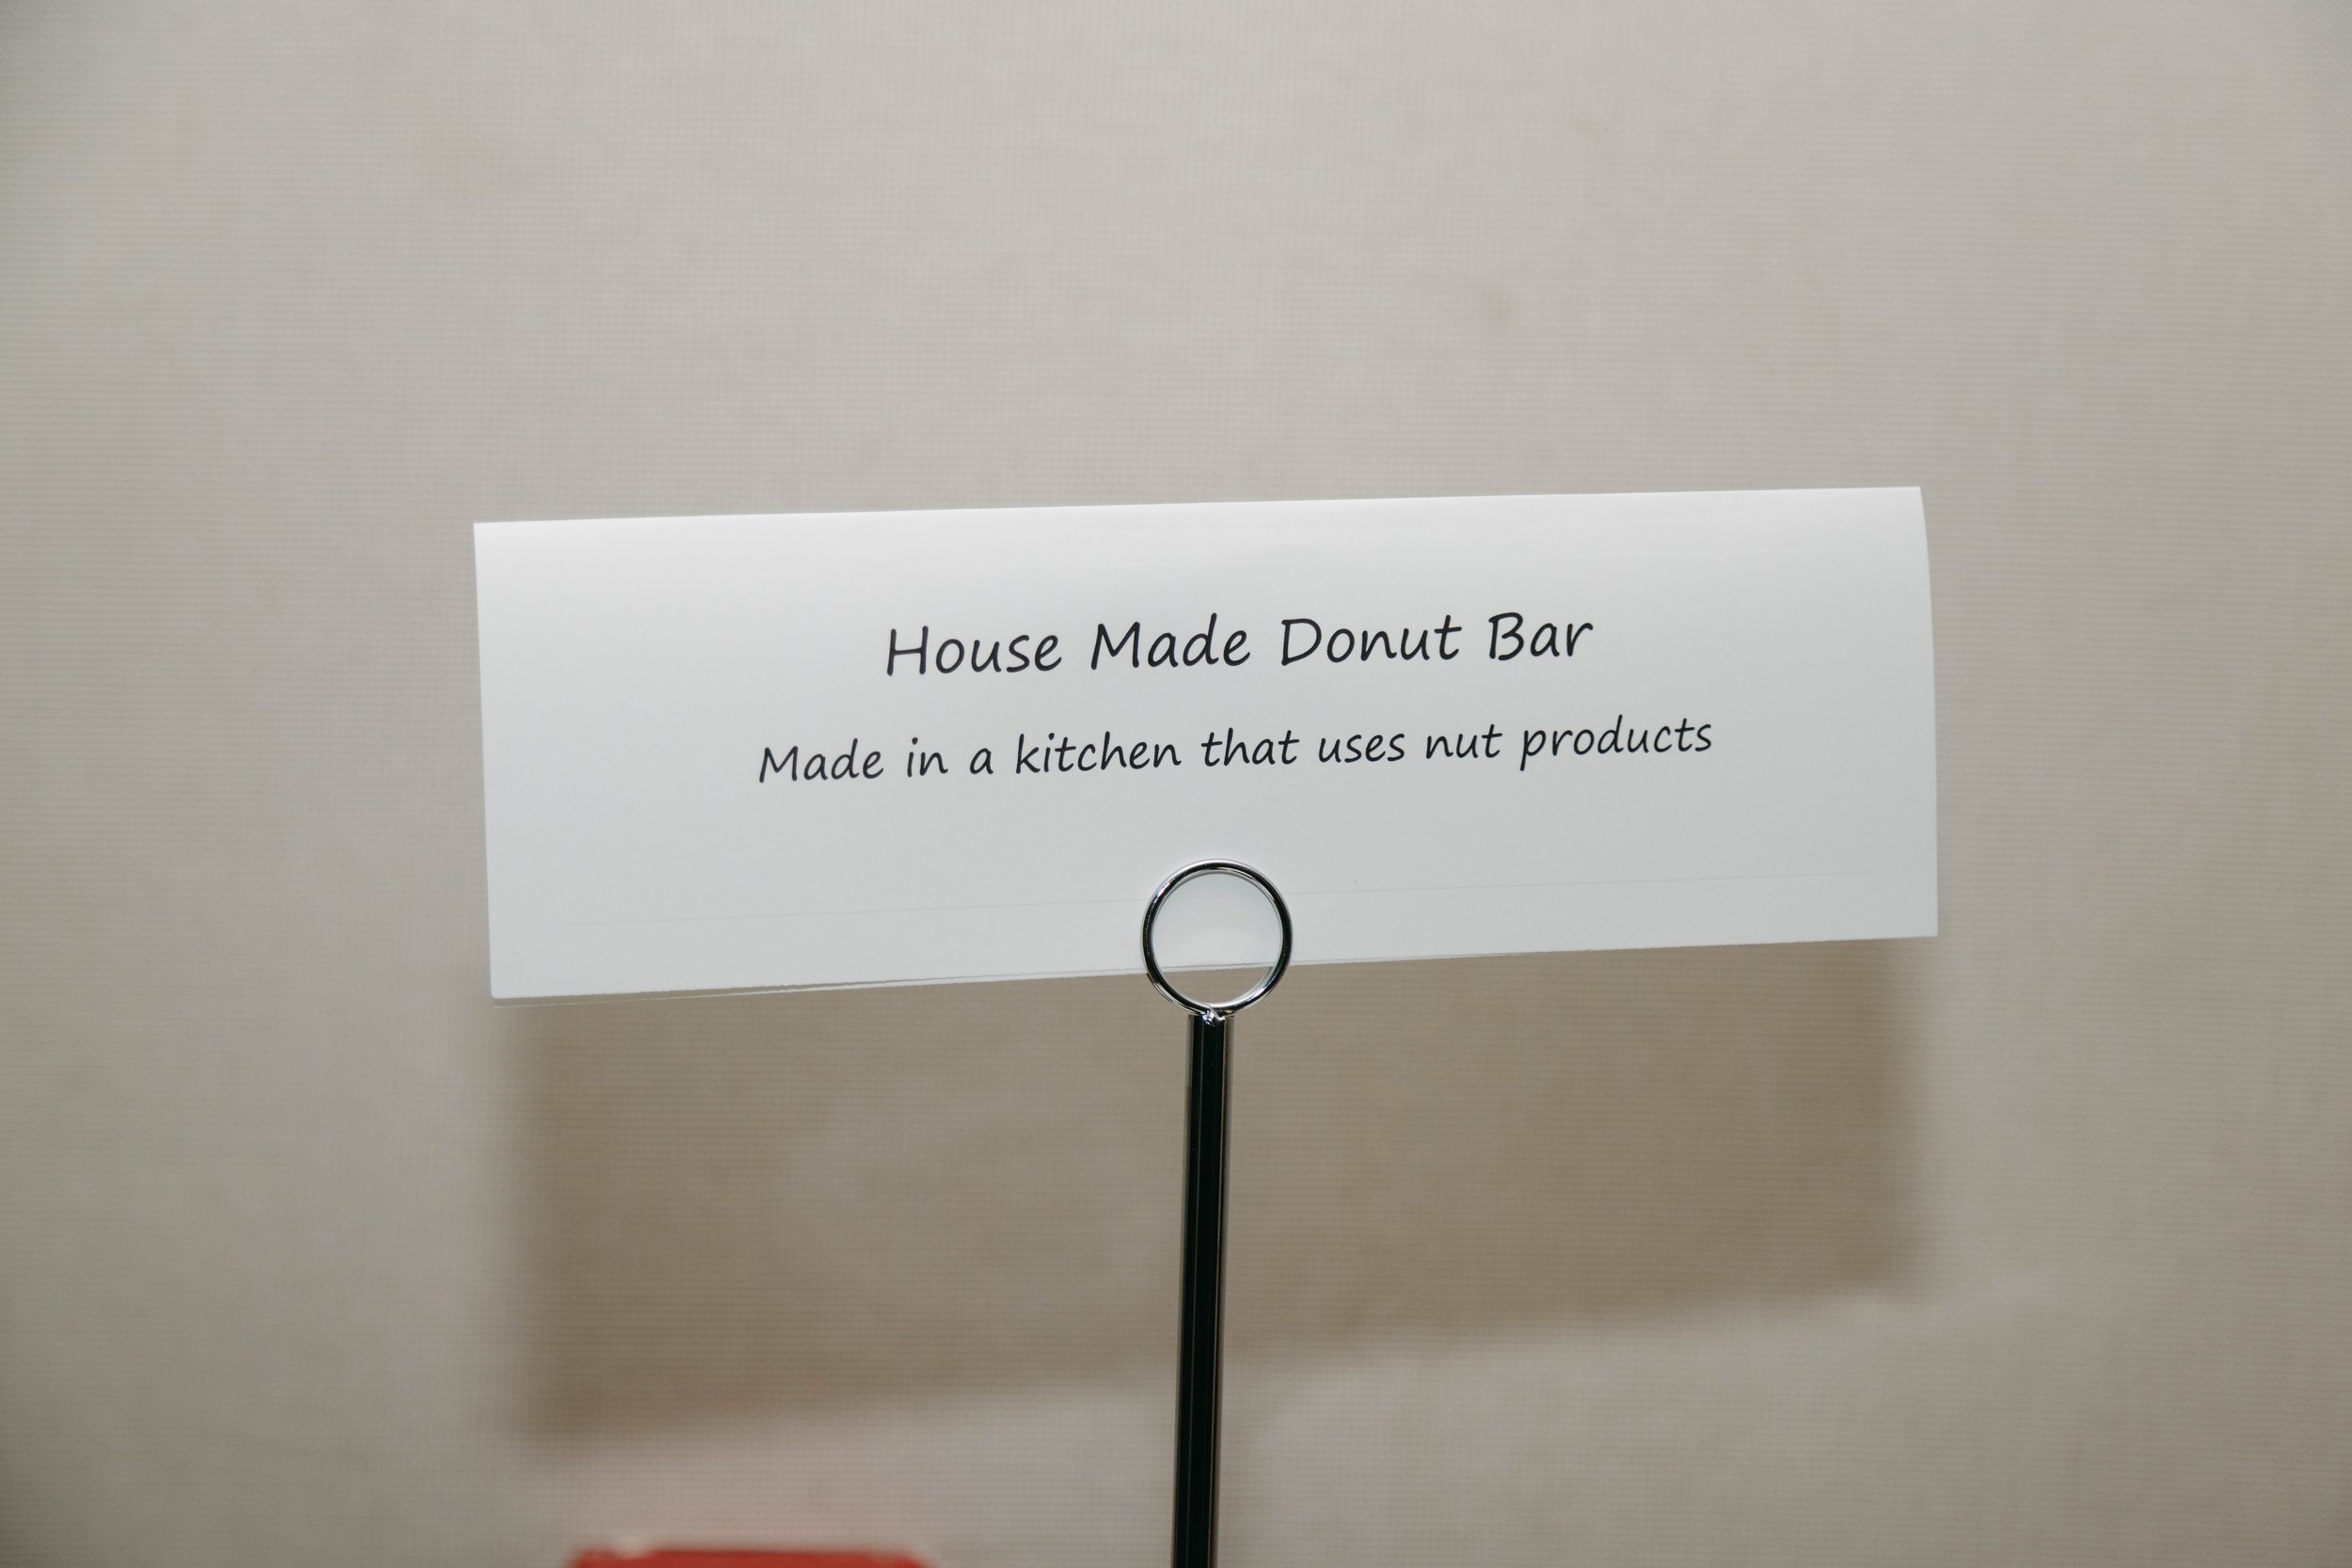 House Made Donut Bar
Made in a kitchen that uses nut products